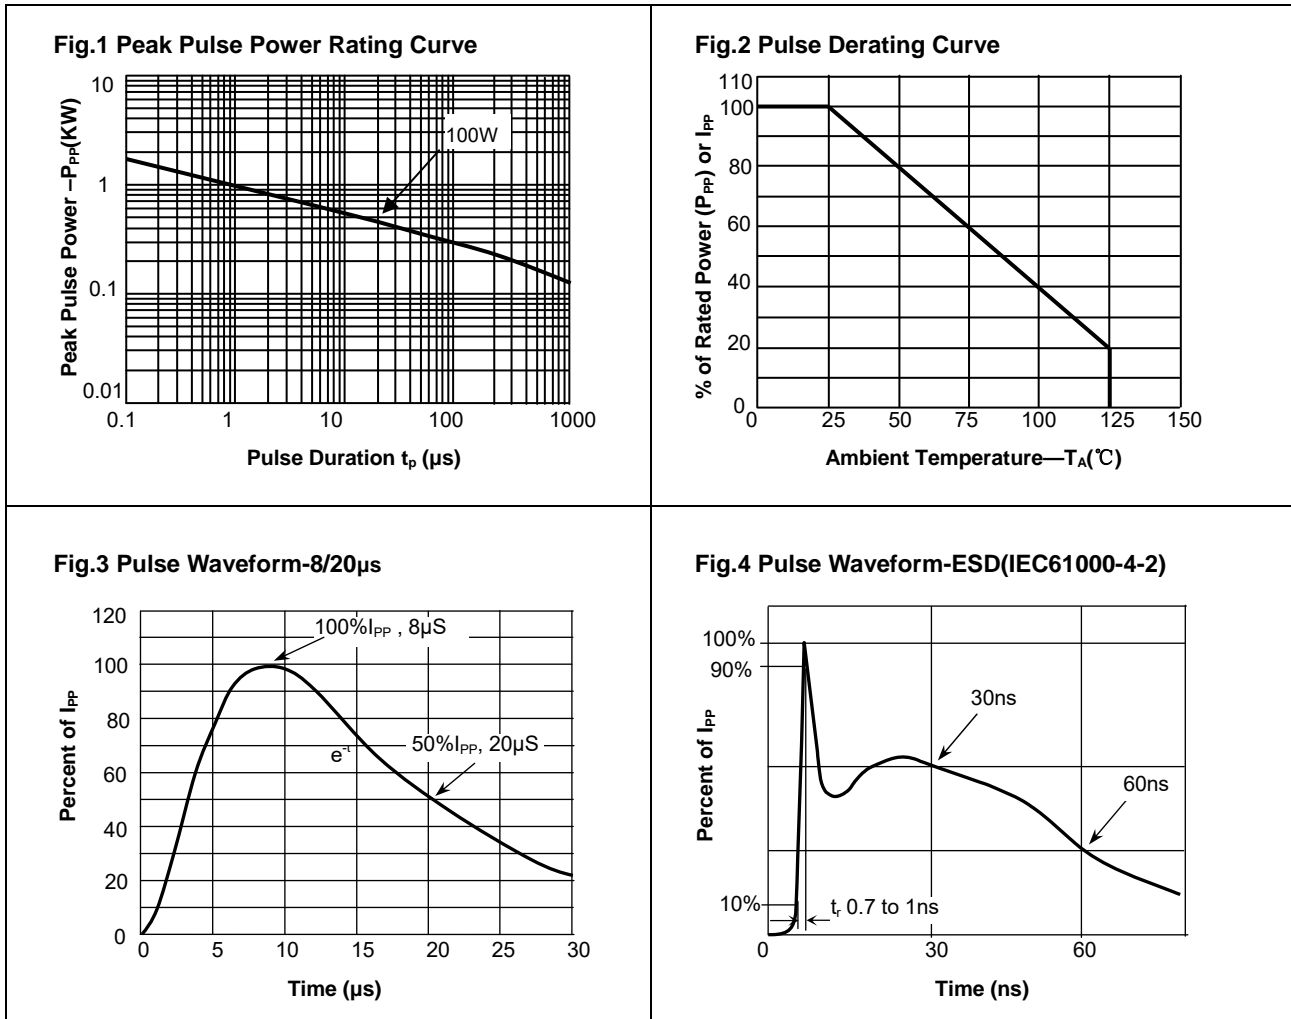 Fig.1 Peak Pulse Power Rating Curve
Peak Pulse Power –PPP(KW)
10
1
0.1
0.01
100W
0.1 1 10 100 1000
Pulse Duration tp (µs)
Fig.2 Pulse Derating Curve
% of Rated Power (PPP) or IPP
110
100
80
60
40
20
0
25 50 75 100 125 150
Ambient Temperature—TA(℃)
Fig.3 Pulse Waveform-8/20µs
Percent of IPP
120
100
80
60
40
20
0
100%IPP , 8µS
e-t
50%IPP, 20µS
0 5 10 15 20 25 30
Time (µs)
Fig.4 Pulse Waveform-ESD(IEC61000-4-2)
Percent of IPP
100%
90%
10%
30ns
60ns
tr 0.7 to 1ns
0 30 60
Time (ns)